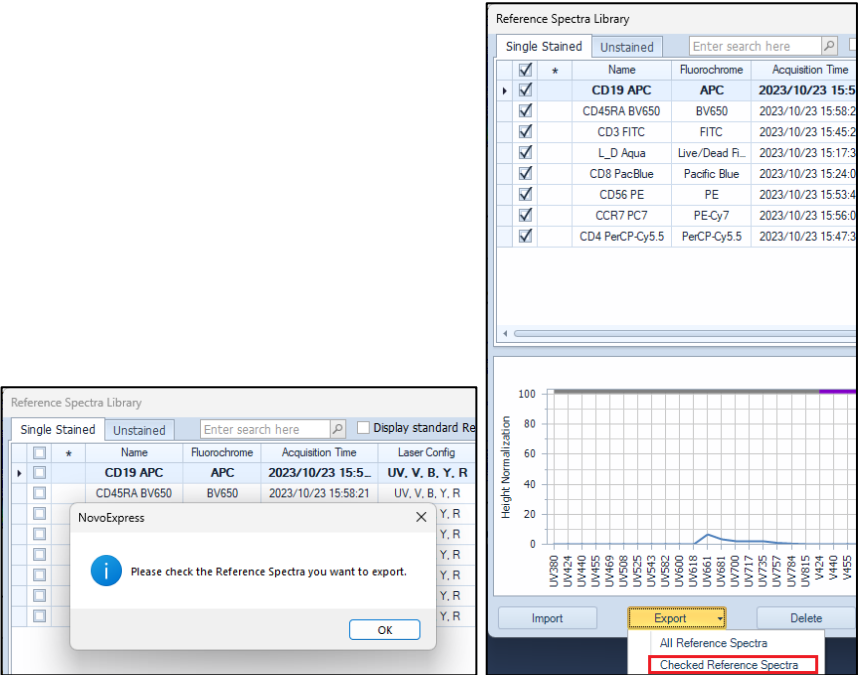 Reference Spectra Library
Single Stained Unstained Enter search here Display standard Re
* Name Fluorochrome Acquisition Time Laser Config
CD19 APC APC 2023/10/23 15:5... UV, V, B, Y, R
CD45RA BV650 BV650 2023/10/23 15:58:21 UV, V, B, Y, R
Y, R
Y, R
Y, R
Y, R
Y, R
Y, R
NovoExpress
Please check the Reference Spectra you want to export.
OK
Reference Spectra Library
Single Stained Unstained Enter search here
* Name Fluorochrome Acquisition Time
CD19 APC APC 2023/10/23 15:5
CD45RA BV650 BV650 2023/10/23 15:58:2
CD3 FITC FITC 2023/10/23 15:45:2
L_D Aqua Live/Dead Fi... 2023/10/23 15:17:3
CD8 PacBlue Pacific Blue 2023/10/23 15:24:0
CD56 PE PE 2023/10/23 15:53:4
CCR7 PC7 PE-Cy7 2023/10/23 15:56:0
CD4 PerCP-Cy5.5 PerCP-Cy5.5 2023/10/23 15:47:3
Height Normalization
100
80
60
40
20
0
UV380 UV424 UV440 UV455 UV469 UV508 UV525 UV543 UV582 UV600 UV618 UV661 UV681 UV700 UV717 UV735 UV757 UV784 UV815 V424 V440 V455
Import Export Delete
All Reference Spectra
Checked Reference Spectra